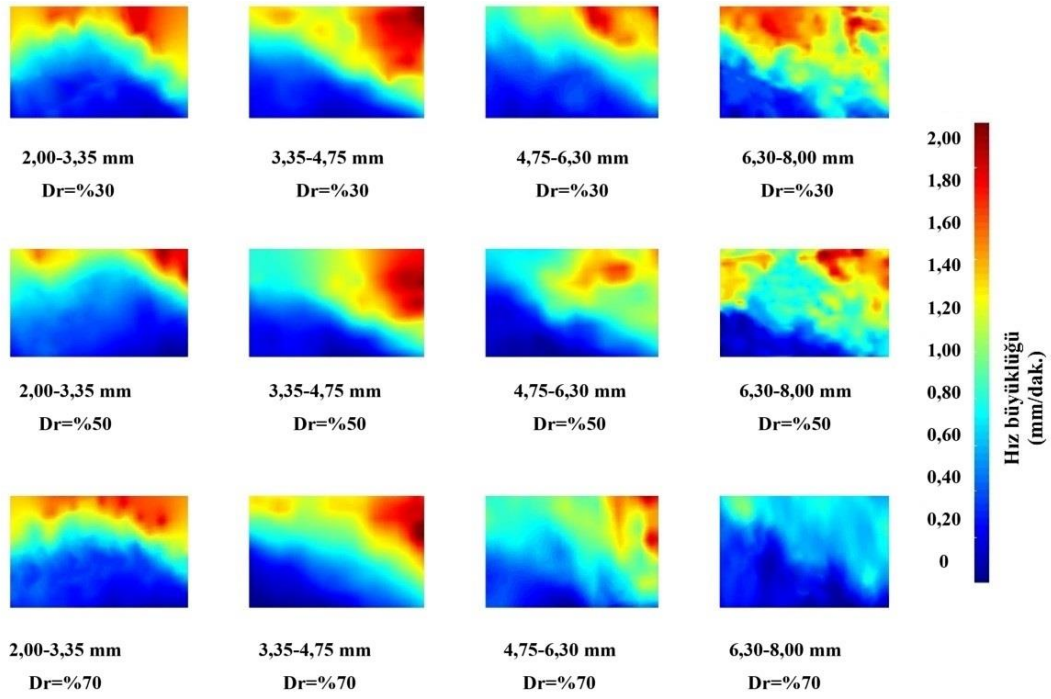 2,00-3,35 mm
3,35-4,75 mm
4,75-6,30 mm
6,30-8,00 mm
Dr=%30
Dr=%30
Dr=%30
Dr=%30
2,00-3,35 mm
3,35-4,75 mm
4,75-6,30 mm
6,30-8,00 mm
Dr=%50
Dr=%50
Dr=%50
Dr=%50
2,00-3,35 mm
3,35-4,75 mm
4,75-6,30 mm
6,30-8,00 mm
Dr=%70
Dr=%70
Dr=%70
Dr=%70
2,00
1,80
1,60
1,40
1,20
1,00
0,80
0,60
0,40
0,20
0
Hız büyüklüğü
(mm/dak.)